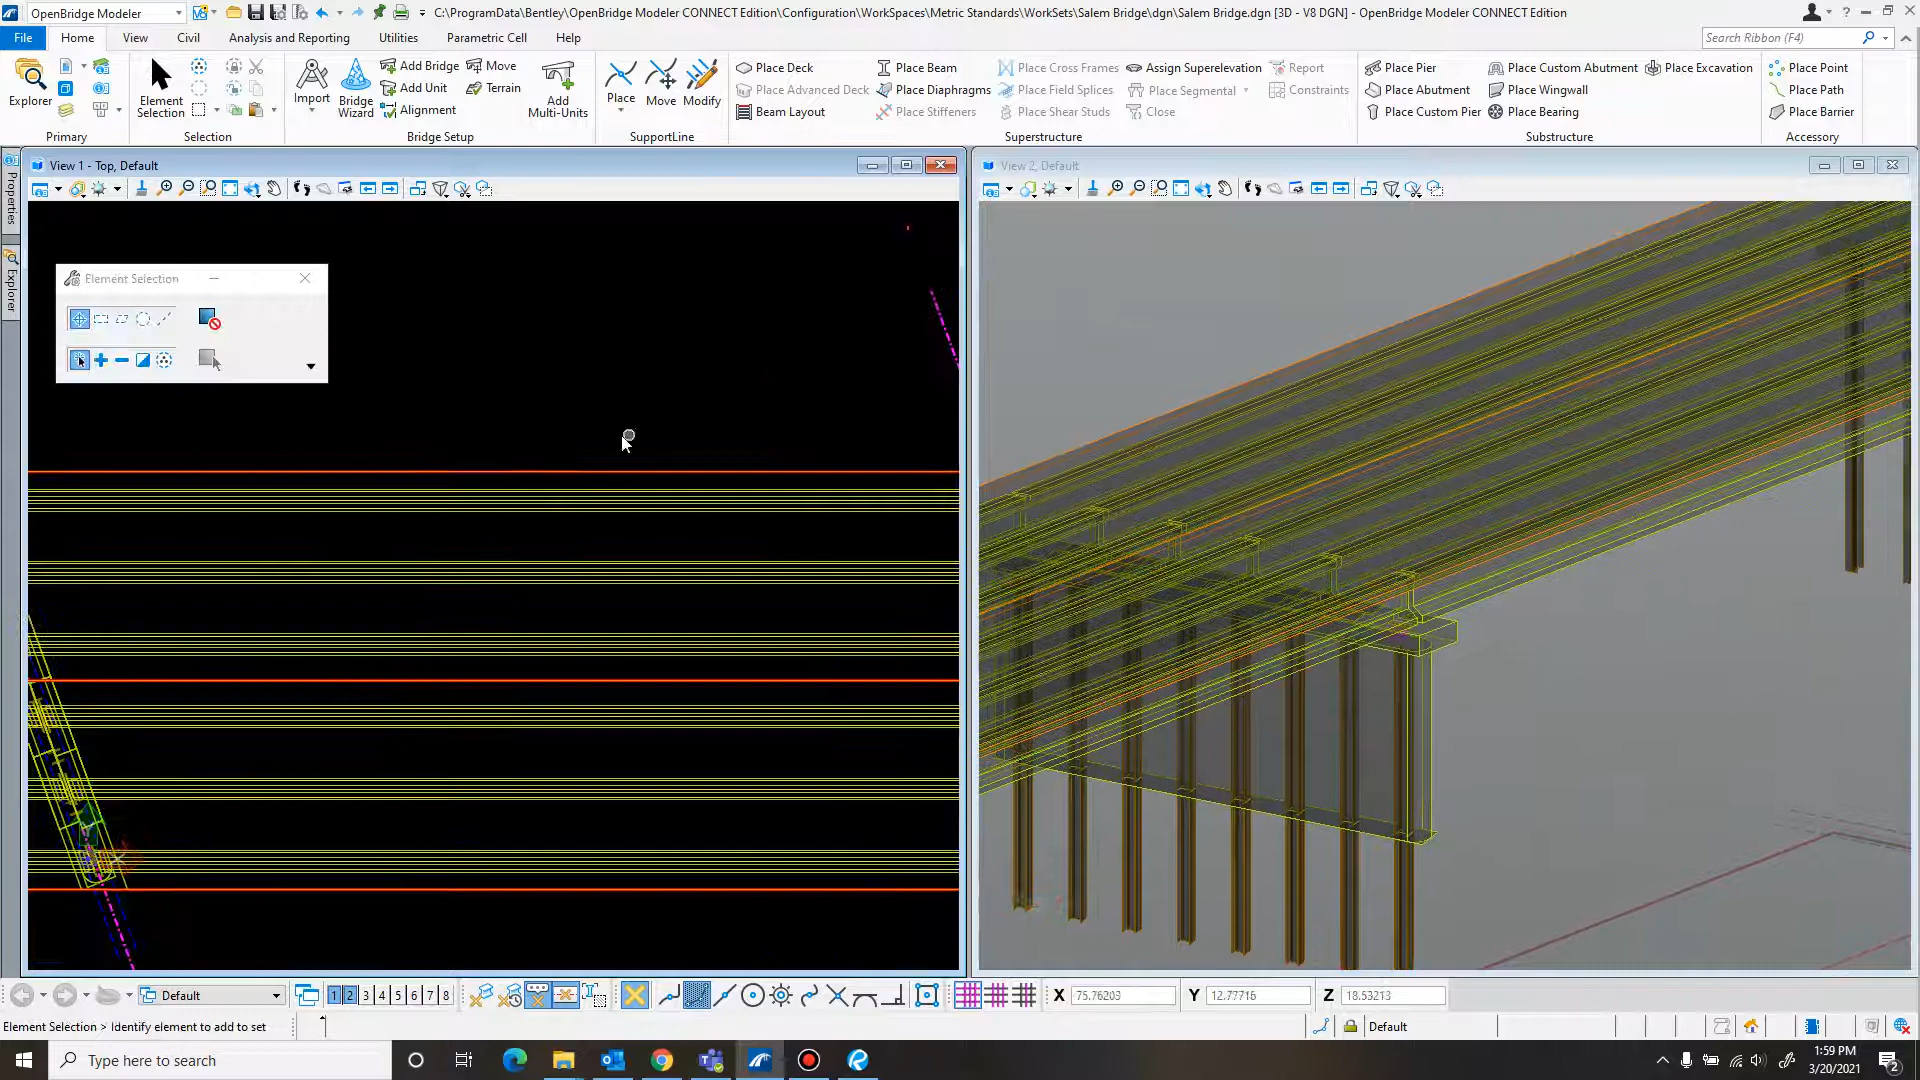 OpenBridge Modeler
C:\ProgramData\Bentley\OpenBridge Modeler CONNECT Edition\Configuration\WorkSpaces\Metric Standards\WorkSets\Salem Bridge\dgn\Salem Bridge.dgn [3D - V8 DGN] - OpenBridge Modeler CONNECT Edition
File Home View Civil Analysis and Reporting Utilities Parametric Cell Help Search Ribbon (F4)
Explorer
Primary
Element Selection
Selection
Import
Bridge Wizard
Add Bridge
Move
Add Unit
Terrain
Alignment
Add Multi-Units
Bridge Setup
Place
Move
Modify
SupportLine
Place Deck
Place Beam
Place Cross Frames
Assign Superelevation
Report
Place Advanced Deck
Place Diaphragms
Place Field Splices
Place Segmental
Constraints
Beam Layout
Place Stiffeners
Place Shear Studs
Close
Superstructure
Place Pier
Place Custom Abutment
Place Excavation
Place Abutment
Place Wingwall
Place Custom Pier
Place Bearing
Substructure
Place Point
Place Path
Place Barrier
Accessory
View 1 - Top, Default
View 2, Default
Properties
Explorer
Element Selection
Default
1 2 3 4 5 6 7 8
X 75.76203
Y 12.77715
Z 18.53213
Element Selection > Identify element to add to set
Default
Type here to search
1:59 PM
3/20/2021
2